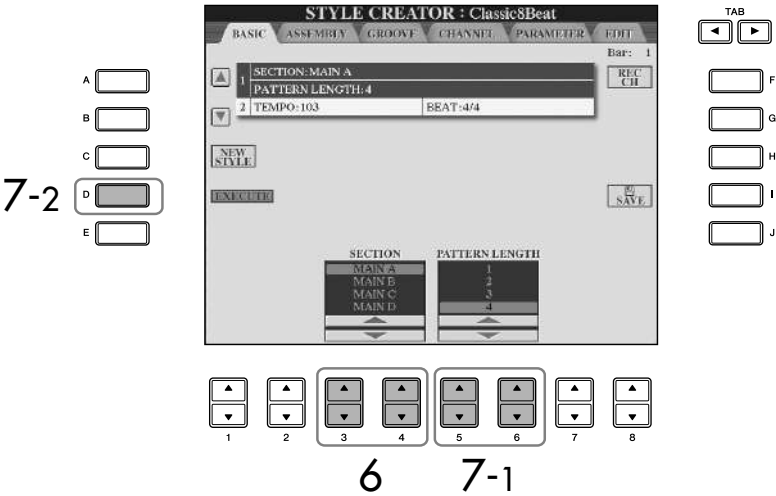 STYLE CREATOR : Classic8Beat
BASIC ASSEMBLY GROOVE CHANNEL PARAMETER EDIT
Bar: 1
1 SECTION:MAIN A
PATTERN LENGTH:4
2 TEMPO:103 BEAT:4/4
REC CH
NEW STYLE
EXECUTE
SAVE
SECTION PATTERN LENGTH
MAIN A 1
MAIN B 2
MAIN C 3
MAIN D 4
TAB
A
B
C
D
E
F
G
H
I
J
7-2
1 2 3 4 5 6 7 8
6 7-1